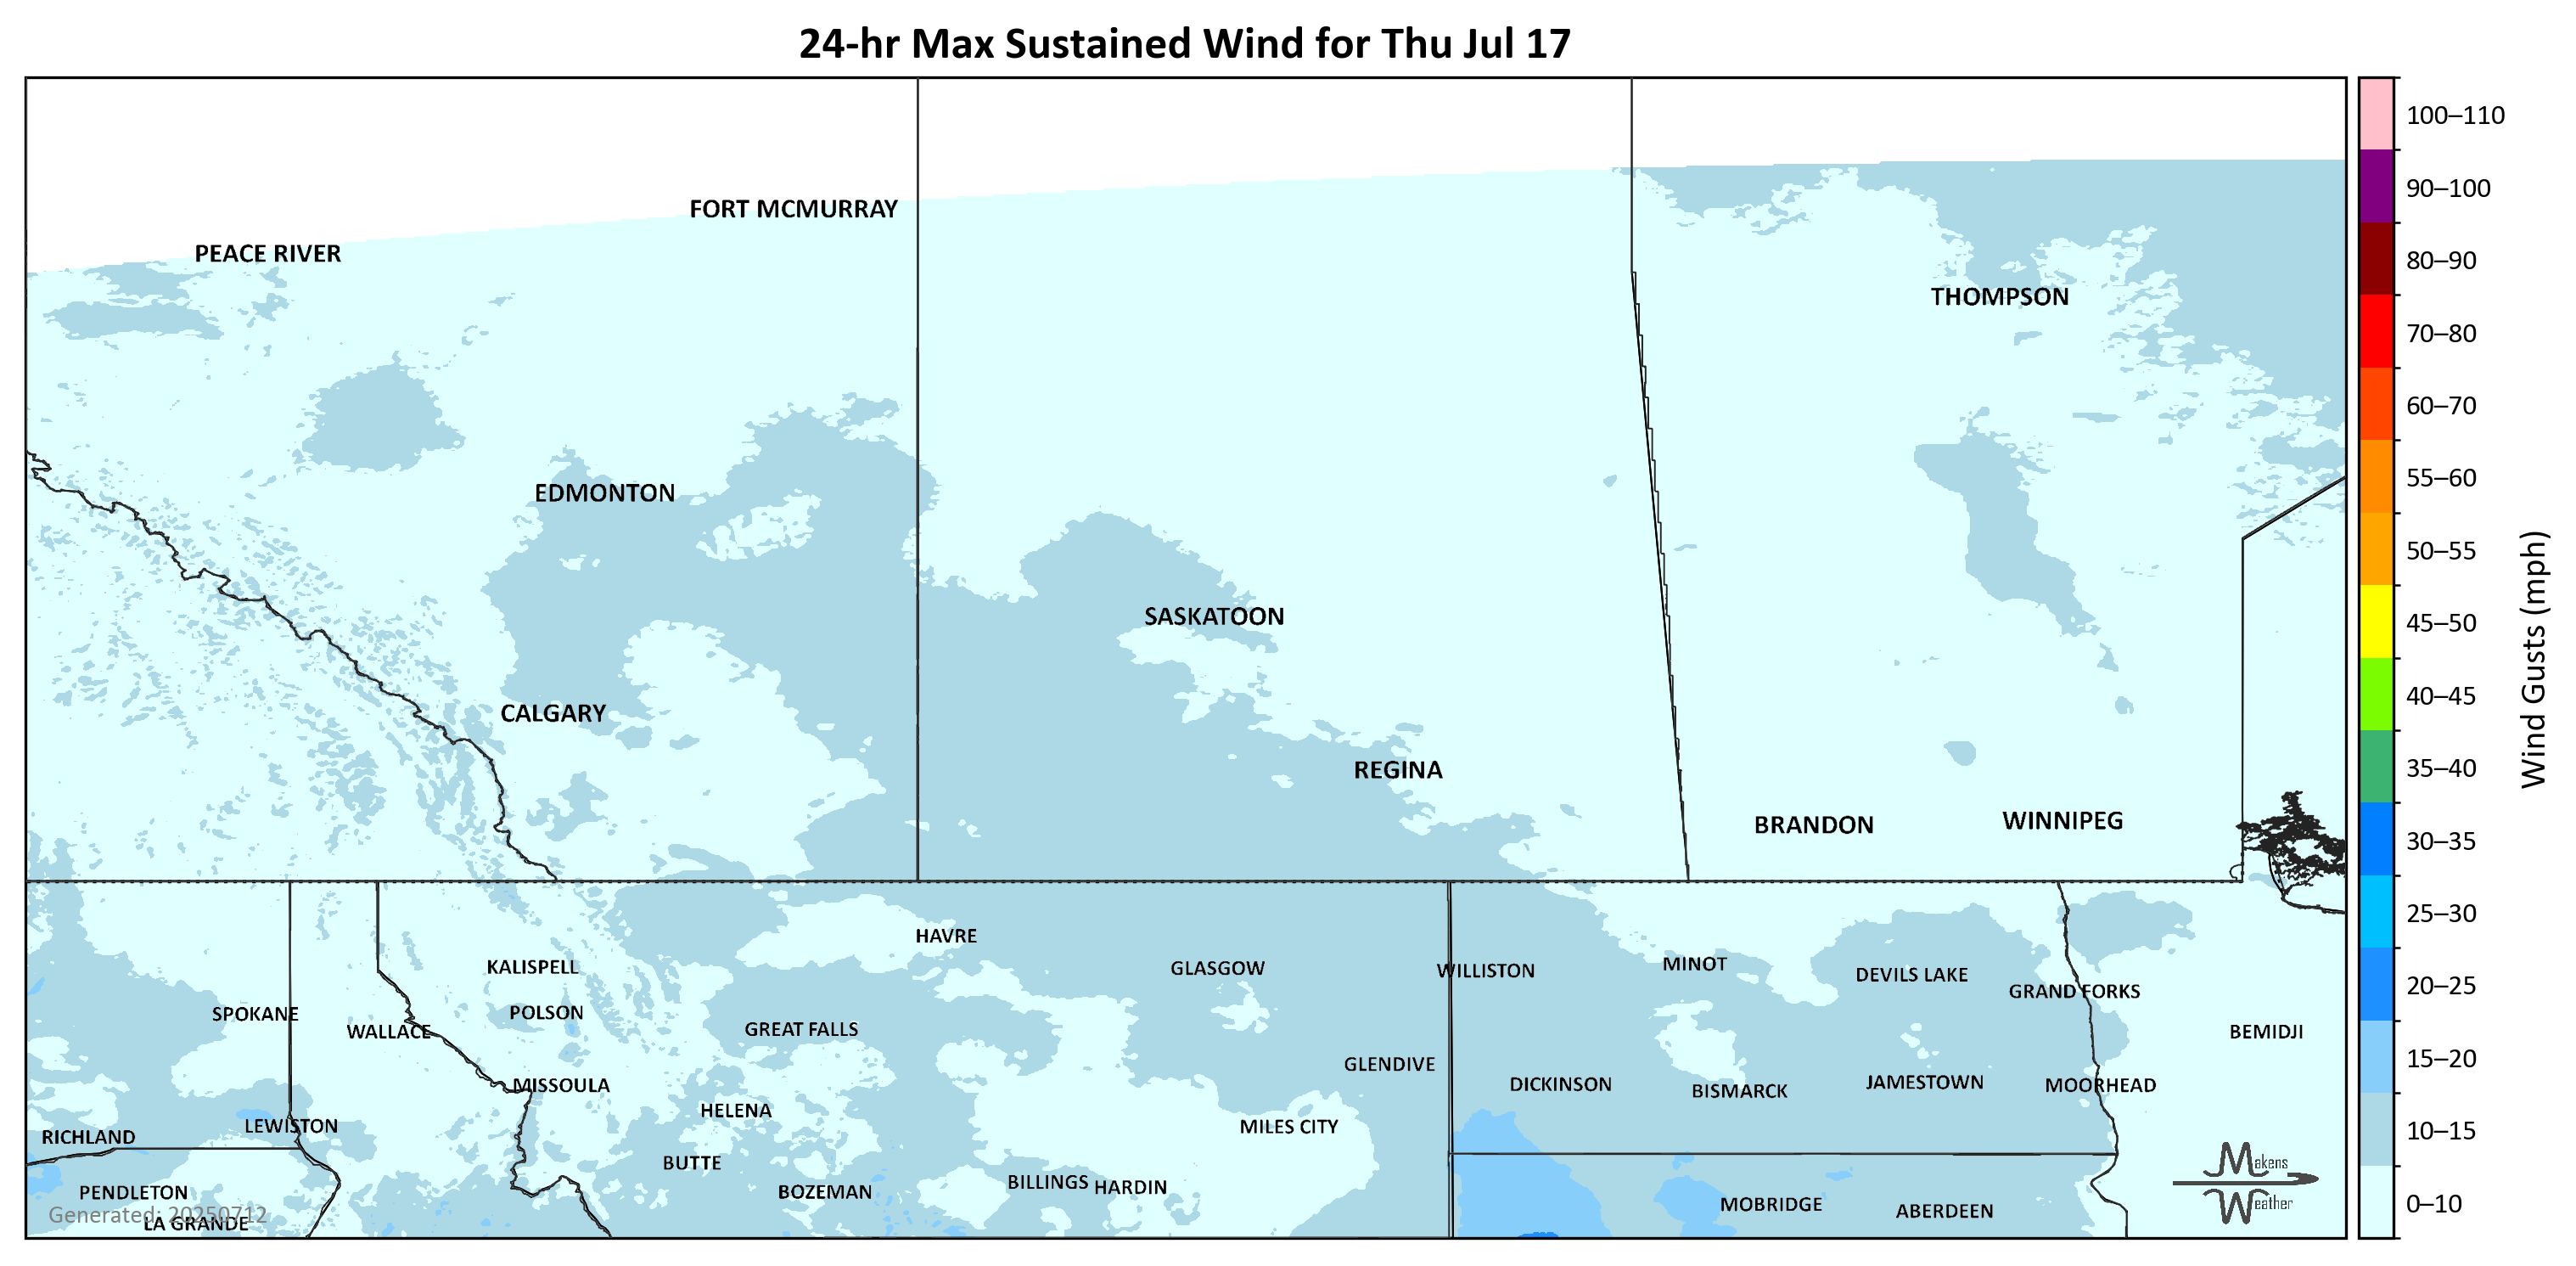 24-hr Max Sustained Wind for Thu Jul 17
FORT MCMURRAY
PEACE RIVER
THOMPSON
EDMONTON
SASKATOON
CALGARY
REGINA
BRANDON
WINNIPEG
HAVRE
KALISPELL
GLASGOW
WILLISTON
MINOT
DEVILS LAKE
GRAND FORKS
SPOKANE
POLSON
WALLACE
GREAT FALLS
BEMIDJI
GLENDIVE
MISSOULA
DICKINSON
BISMARCK
JAMESTOWN
MOORHEAD
HELENA
LEWISTON
MILES CITY
RICHLAND
BUTTE
PENDLETON
BOZEMAN
BILLINGS
HARDIN
MOBRIDGE
ABERDEEN
Generated: 20250712
LA GRANDE
Makens
Weather
100–110
90–100
80–90
70–80
60–70
55–60
50–55
45–50
40–45
35–40
30–35
25–30
20–25
15–20
10–15
0–10
Wind Gusts (mph)